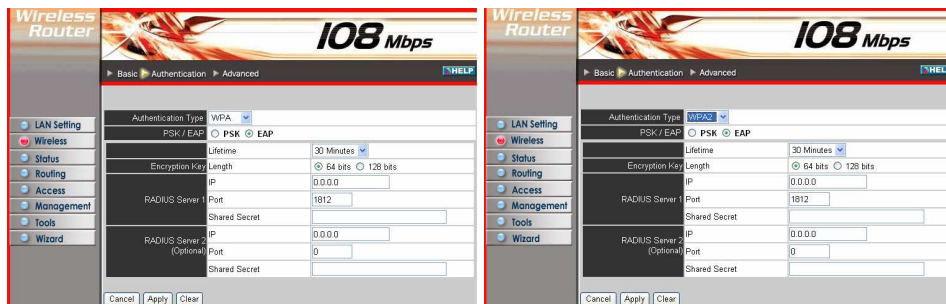 Wireless
Router
108 Mbps
Basic Authentication Advanced
HELP
LAN Setting
Wireless
Status
Routing
Access
Management
Tools
Wizard
Authentication Type WPA
PSK / EAP PSK EAP
Lifetime 30 Minutes
Encryption Key Length 64 bits 128 bits
RADIUS Server 1
IP 0.0.0.0
Port 1812
Shared Secret
RADIUS Server 2
(Optional)
IP 0.0.0.0
Port 0
Shared Secret
Cancel Apply Clear
Wireless
Router
108 Mbps
Basic Authentication Advanced
HEL
LAN Setting
Wireless
Status
Routing
Access
Management
Tools
Wizard
Authentication Type WPA2
PSK / EAP PSK EAP
Lifetime 30 Minutes
Encryption Key Length 64 bits 128 bits
RADIUS Server 1
IP 0.0.0.0
Port 1812
Shared Secret
RADIUS Server 2
(Optional)
IP 0.0.0.0
Port 0
Shared Secret
Cancel Apply Clear